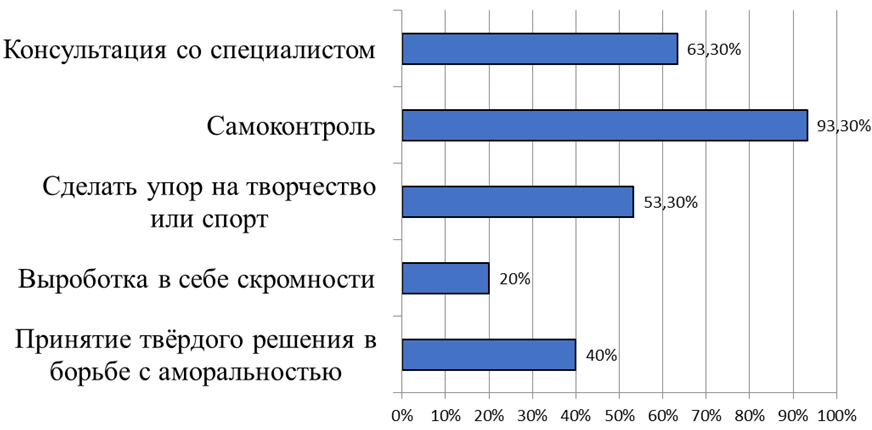 Консультация со специалистом
63,30%
Самоконтроль
93,30%
Сделать упор на творчество
или спорт
53,30%
Выроботка в себе скромности
20%
Принятие твёрдого решения в
борьбе с аморальностью
40%
0% 10% 20% 30% 40% 50% 60% 70% 80% 90% 100%